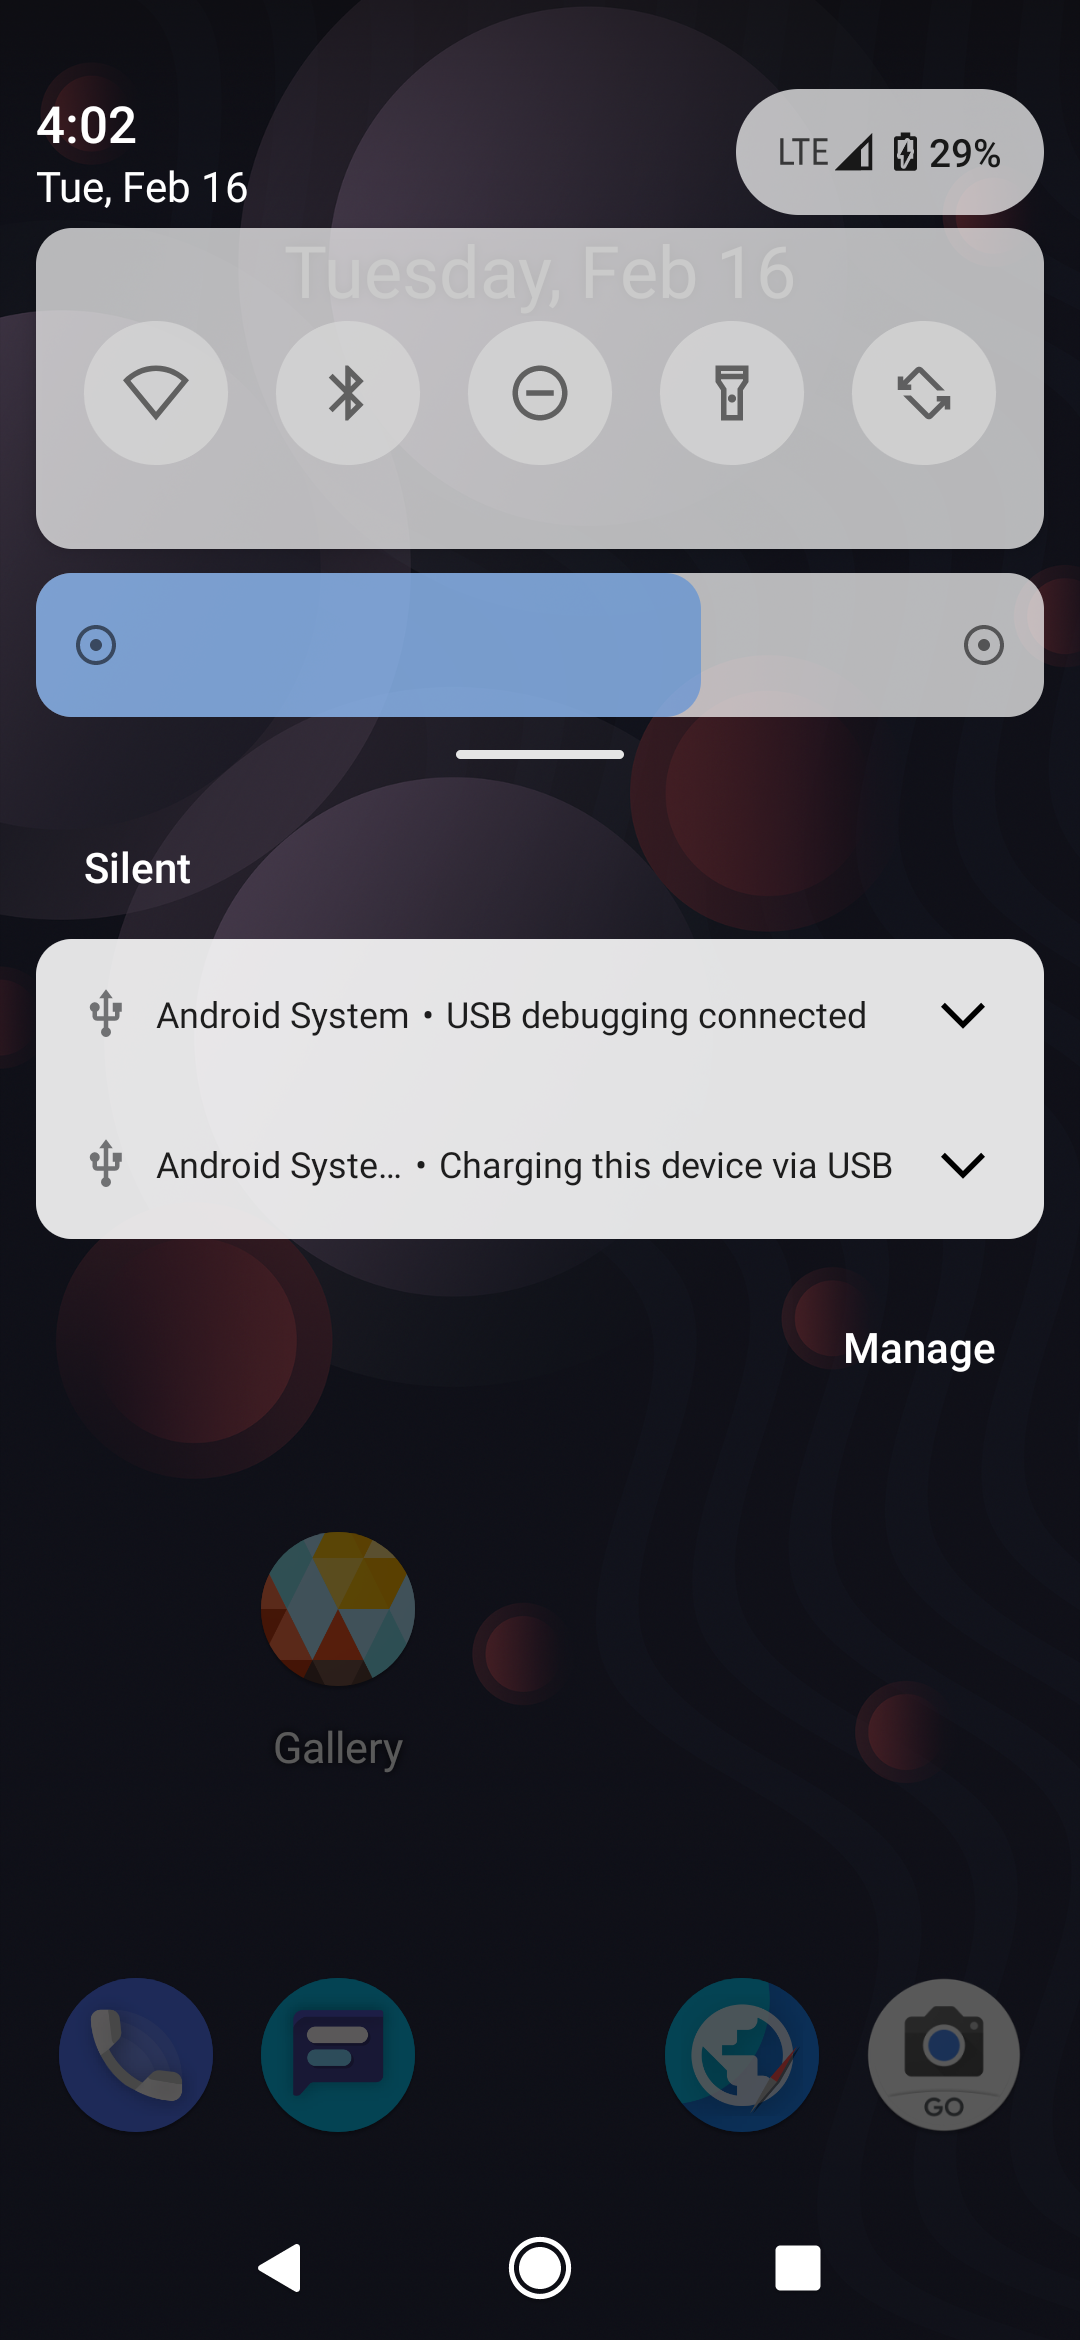 4:02
Tue, Feb 16
LTE 29%
Tuesday, Feb 16
Silent
Android System • USB debugging connected
Android Syste… • Charging this device via USB
Manage
Gallery
GO